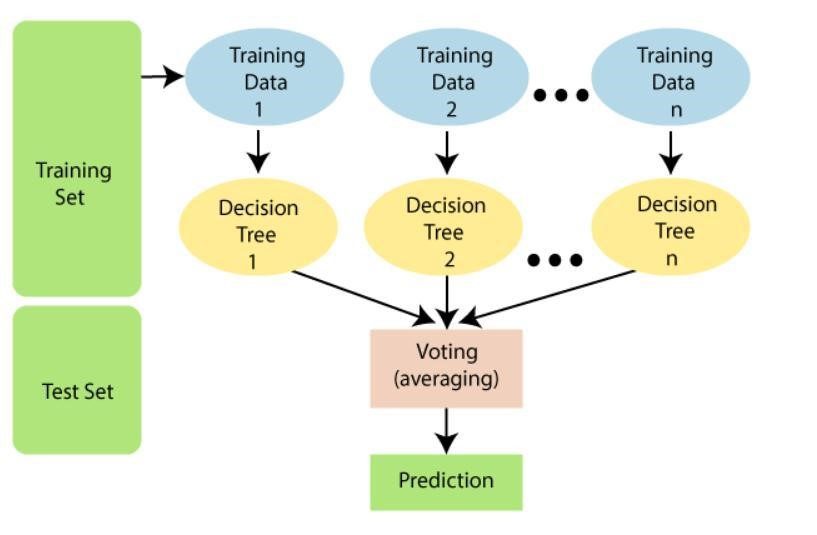 Training
Set
Training
Data
1
Training
Data
2
Training
Data
n
Decision
Tree
1
Decision
Tree
2
Decision
Tree
n
Test Set
Voting
(averaging)
Prediction